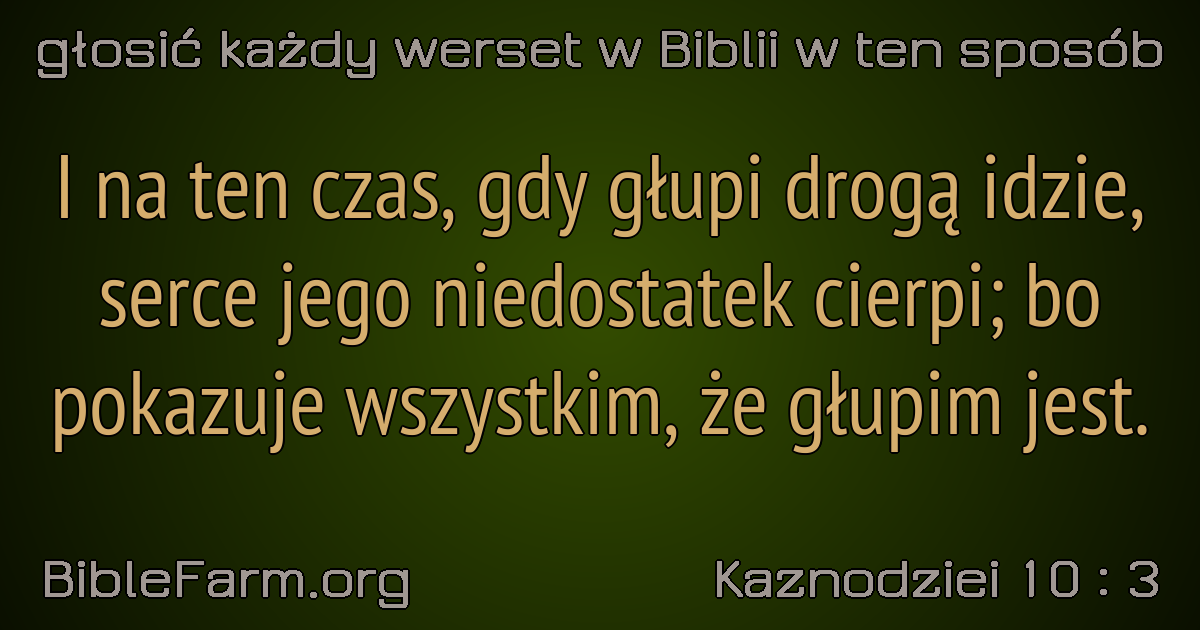 głosić każdy werset w Biblii w ten sposób
I na ten czas, gdy głupi drogą idzie,
serce jego niedostatek cierpi; bo
pokazuje wszystkim, że głupim jest.
BibleFarm.org
Kaznodziei 10 : 3